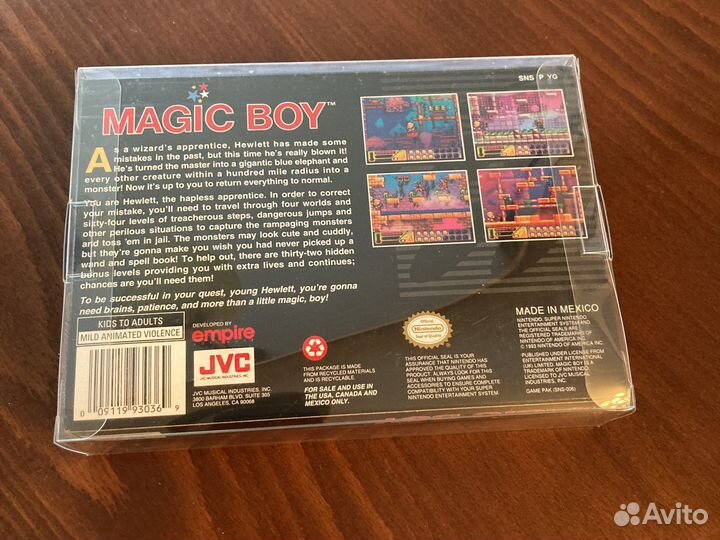 SNS P YG
MAGIC BOY™
As a wizard's apprentice, Hewlett has made some
mistakes in the past, but this time he's really blown it!
He's turned the master into a gigantic blue elephant and
every other creature within a hundred mile radius into a
monster! Now it's up to you to return everything to normal.
You are Hewlett, the hapless apprentice. In order to correct
your mistake, you'll need to travel through four worlds and
sixty-four levels of treacherous steps, dangerous jumps and
other perilous situations to capture the rampaging monsters
and toss 'em in jail. The monsters may look cute and cuddly,
but they're gonna make you wish you had never picked up a
wand and spell book! To help out, there are thirty-two hidden
bonus levels providing you with extra lives and continues;
chances are you'll need them!
To be successful in your quest, young Hewlett, you're gonna
need brains, patience, and more than a little magic, boy!
KIDS TO ADULTS
MILD ANIMATED VIOLENCE
0 09119 93036 9
DEVELOPED BY
empire
JVC
JVC MUSICAL INDUSTRIES, INC.
JVC MUSICAL INDUSTRIES, INC.
3800 BARHAM BLVD. SUITE 305
LOS ANGELES, CA 90068
THIS PACKAGE IS MADE
FROM RECYCLED MATERIALS
AND IS RECYCLABLE.
FOR SALE AND USE IN
THE USA, CANADA AND
MEXICO ONLY.
Official
Nintendo
Seal of Quality
THIS OFFICIAL SEAL IS YOUR
ASSURANCE THAT NINTENDO HAS
APPROVED THE QUALITY OF THIS
PRODUCT. ALWAYS LOOK FOR THIS
SEAL WHEN BUYING GAMES AND
ACCESSORIES TO ENSURE COMPLETE
COMPATIBILITY WITH YOUR SUPER
NINTENDO ENTERTAINMENT SYSTEM
MADE IN MEXICO
NINTENDO, SUPER NINTENDO
ENTERTAINMENT SYSTEM AND
THE OFFICIAL SEALS ARE
REGISTERED TRADEMARKS OF
NINTENDO OF AMERICA INC.
© 1993 NINTENDO OF AMERICA INC.
PUBLISHED UNDER LICENSE FROM
ENTERTAINMENT INTERNATIONAL
(UK) LIMITED. MAGIC BOY IS A
TRADEMARK OF NINTENDO.
LICENSED TO JVC MUSICAL
INDUSTRIES, INC.
GAME PAK (SNS-006)
Avito